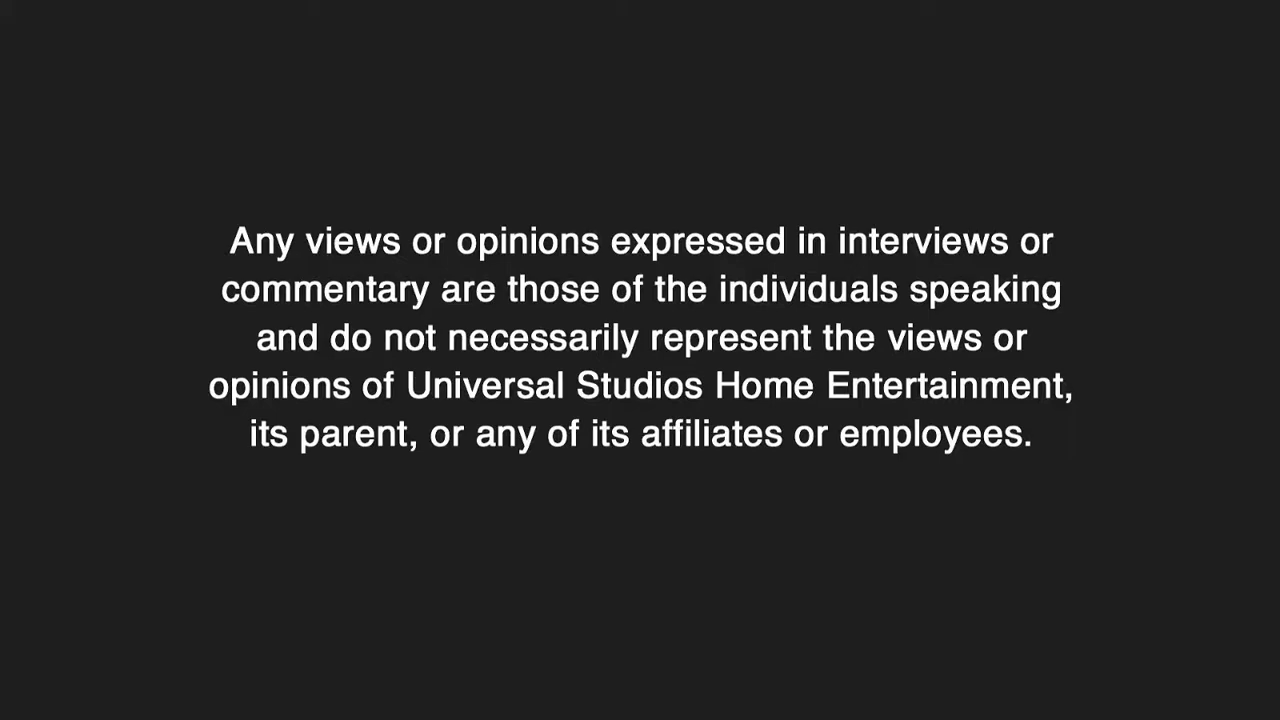 Any views or opinions expressed in interviews or
commentary are those of the individuals speaking
and do not necessarily represent the views or
opinions of Universal Studios Home Entertainment,
its parent, or any of its affiliates or employees.